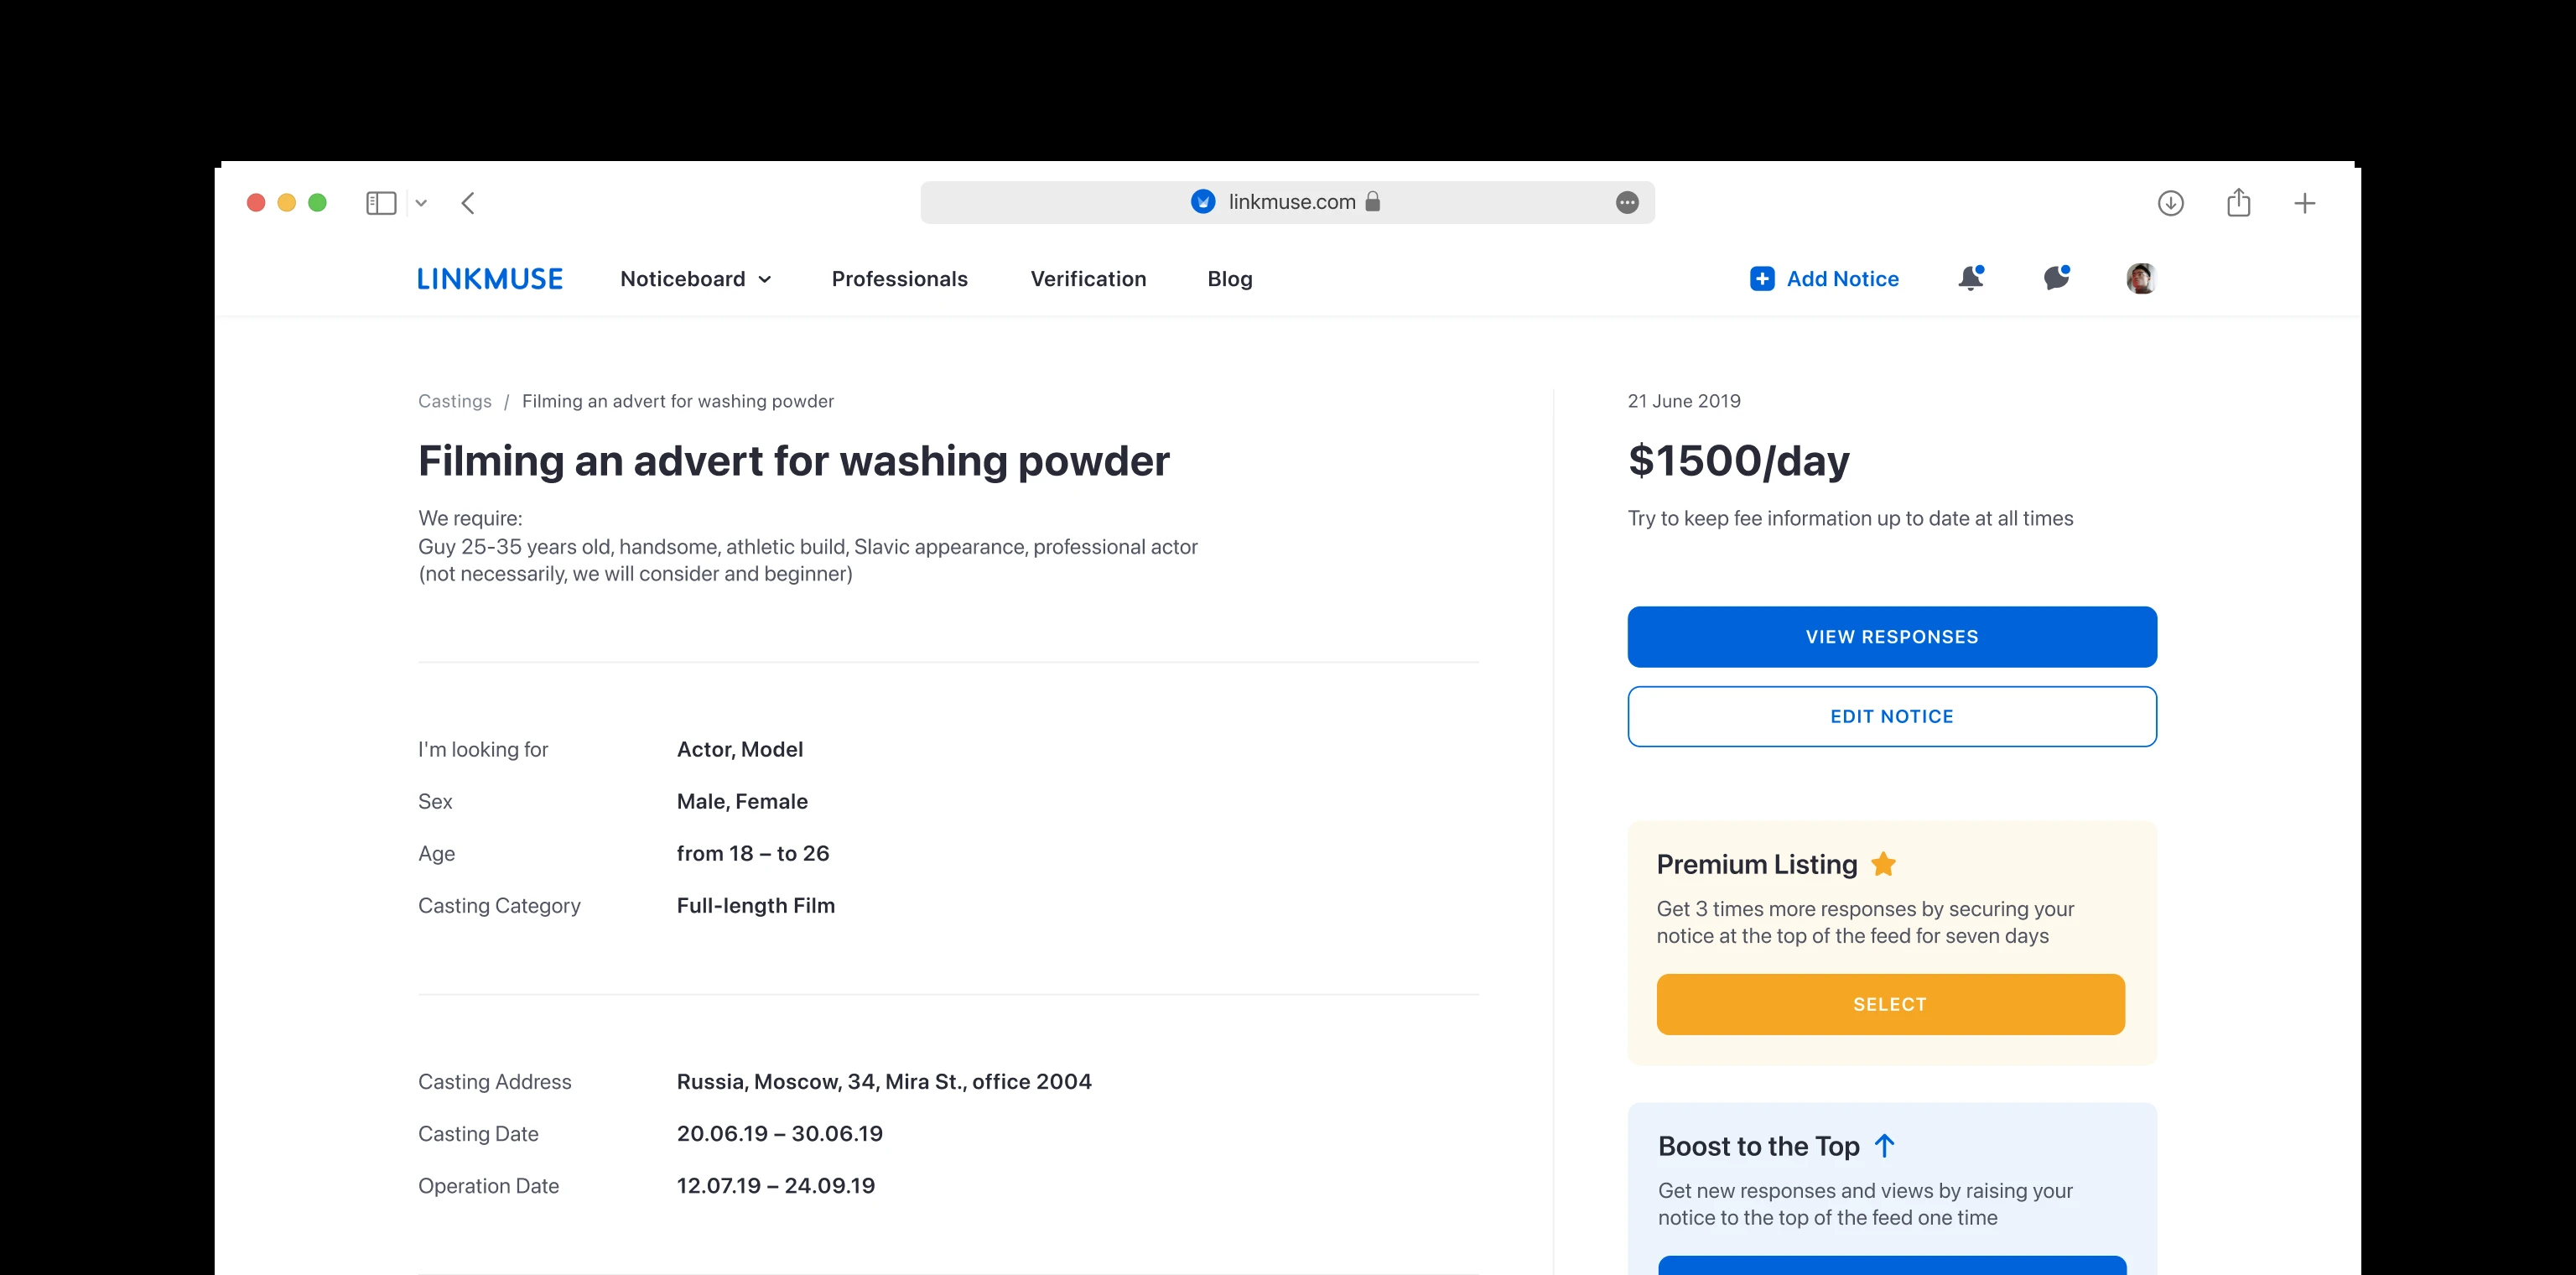 linkmuse.com
LINKMUSE
Noticeboard
Professionals
Verification
Blog
Add Notice
Castings / Filming an advert for washing powder
Filming an advert for washing powder
We require:
Guy 25-35 years old, handsome, athletic build, Slavic appearance, professional actor
(not necessarily, we will consider and beginner)
I'm looking for
Actor, Model
Sex
Male, Female
Age
from 18 – to 26
Casting Category
Full-length Film
Casting Address
Russia, Moscow, 34, Mira St., office 2004
Casting Date
20.06.19 – 30.06.19
Operation Date
12.07.19 – 24.09.19
21 June 2019
$1500/day
Try to keep fee information up to date at all times
VIEW RESPONSES
EDIT NOTICE
Premium Listing
Get 3 times more responses by securing your
notice at the top of the feed for seven days
SELECT
Boost to the Top
Get new responses and views by raising your
notice to the top of the feed one time